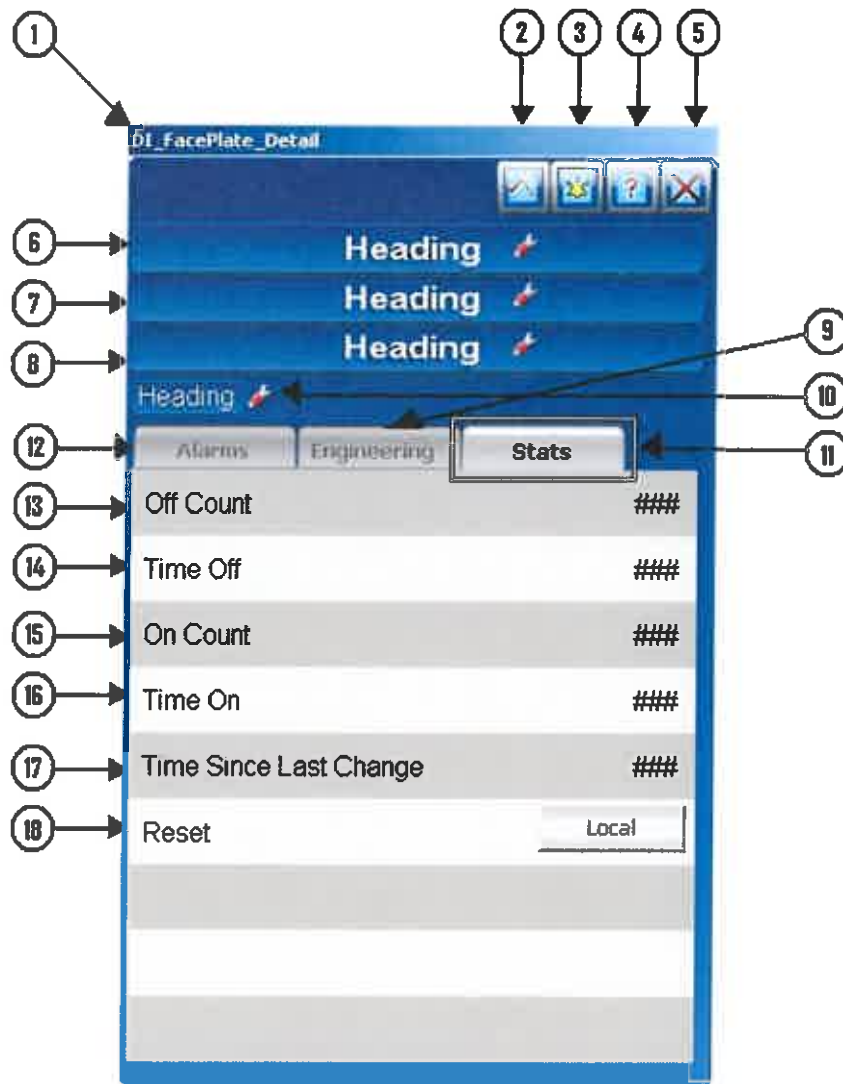 1 2 3 4 5
DI_FacePlate_Detail
?
6 Heading
7 Heading
8 Heading
9
Heading 10
12 Alarms Engineering Stats 11
13 Off Count ###
14 Time Off ###
15 On Count ###
16 Time On ###
17 Time Since Last Change ###
18 Reset Local